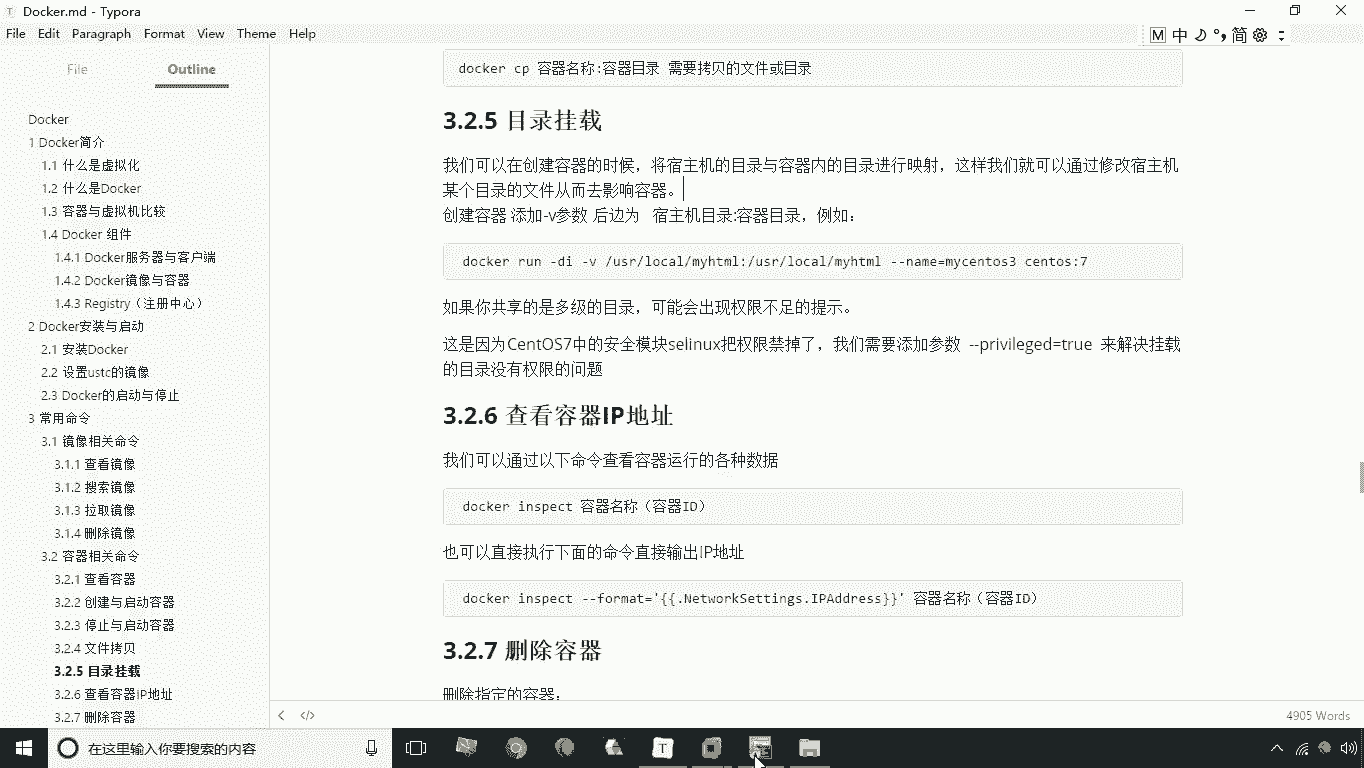 Docker.md - Typora
File Edit Paragraph Format View Theme Help
M 中 简
File Outline
Docker
1 Docker简介
1.1 什么是虚拟化
1.2 什么是Docker
1.3 容器与虚拟机比较
1.4 Docker 组件
1.4.1 Docker服务器与客户端
1.4.2 Docker镜像与容器
1.4.3 Registry（注册中心）
2 Docker安装与启动
2.1 安装Docker
2.2 设置ustc的镜像
2.3 Docker的启动与停止
3 常用命令
3.1 镜像相关命令
3.1.1 查看镜像
3.1.2 搜索镜像
3.1.3 拉取镜像
3.1.4 删除镜像
3.2 容器相关命令
3.2.1 查看容器
3.2.2 创建与启动容器
3.2.3 停止与启动容器
3.2.4 文件拷贝
3.2.5 目录挂载
3.2.6 查看容器IP地址
3.2.7 删除容器
docker cp 容器名称:容器目录 需要拷贝的文件或目录
3.2.5 目录挂载
我们可以在创建容器的时候，将宿主机的目录与容器内的目录进行映射，这样我们就可以通过修改宿主机
某个目录的文件从而去影响容器。
创建容器 添加-v参数 后边为 宿主机目录:容器目录，例如：
docker run -di -v /usr/local/myhtml:/usr/local/myhtml --name=mycentos3 centos:7
如果你共享的是多级的目录，可能会出现权限不足的提示。
这是因为CentOS7中的安全模块selinux把权限禁掉了，我们需要添加参数 --privileged=true 来解决挂载
的目录没有权限的问题
3.2.6 查看容器IP地址
我们可以通过以下命令查看容器运行的各种数据
docker inspect 容器名称（容器ID）
也可以直接执行下面的命令直接输出IP地址
docker inspect --format='{{.NetworkSettings.IPAddress}}' 容器名称（容器ID）
3.2.7 删除容器
删除指定的容器：
4905 Words
在这里输入你要搜索的内容